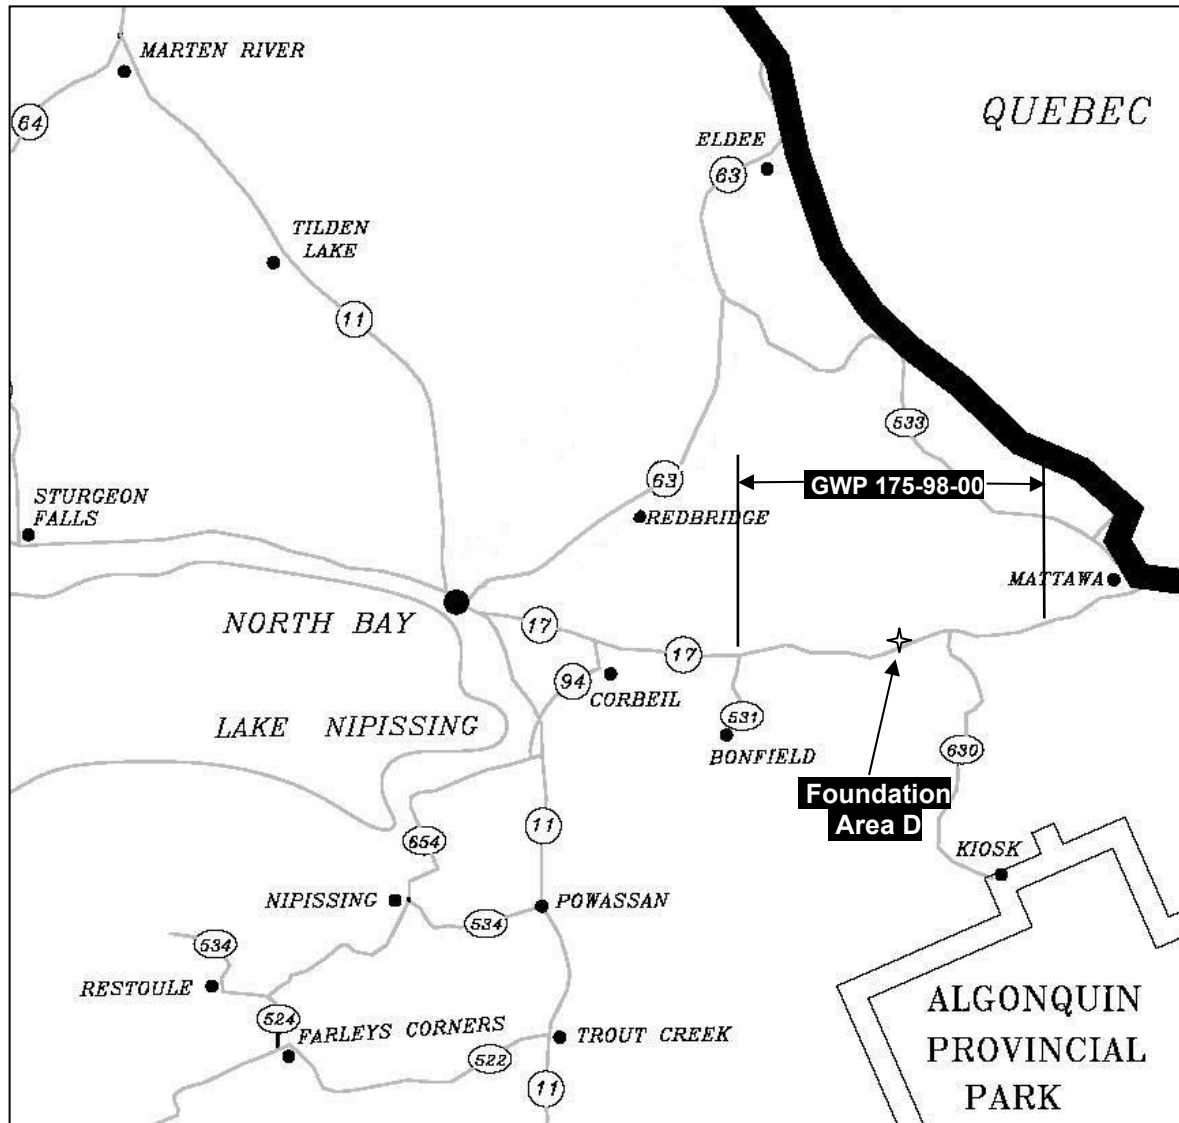 MARTEN RIVER
QUEBEC
64
ELDEE
63
TILDEN
LAKE
11
533
63
GWP 175-98-00
STURGEON
FALLS
REDBRIDGE
MATTAWA
NORTH BAY
17
17
94
CORBEIL
LAKE NIPISSING
531
BONFIELD
630
Foundation
Area D
11
654
KIOSK
NIPISSING
POWASSAN
534
534
RESTOULE
ALGONQUIN
PROVINCIAL
PARK
524
FARLEYS CORNERS
TROUT CREEK
522
11